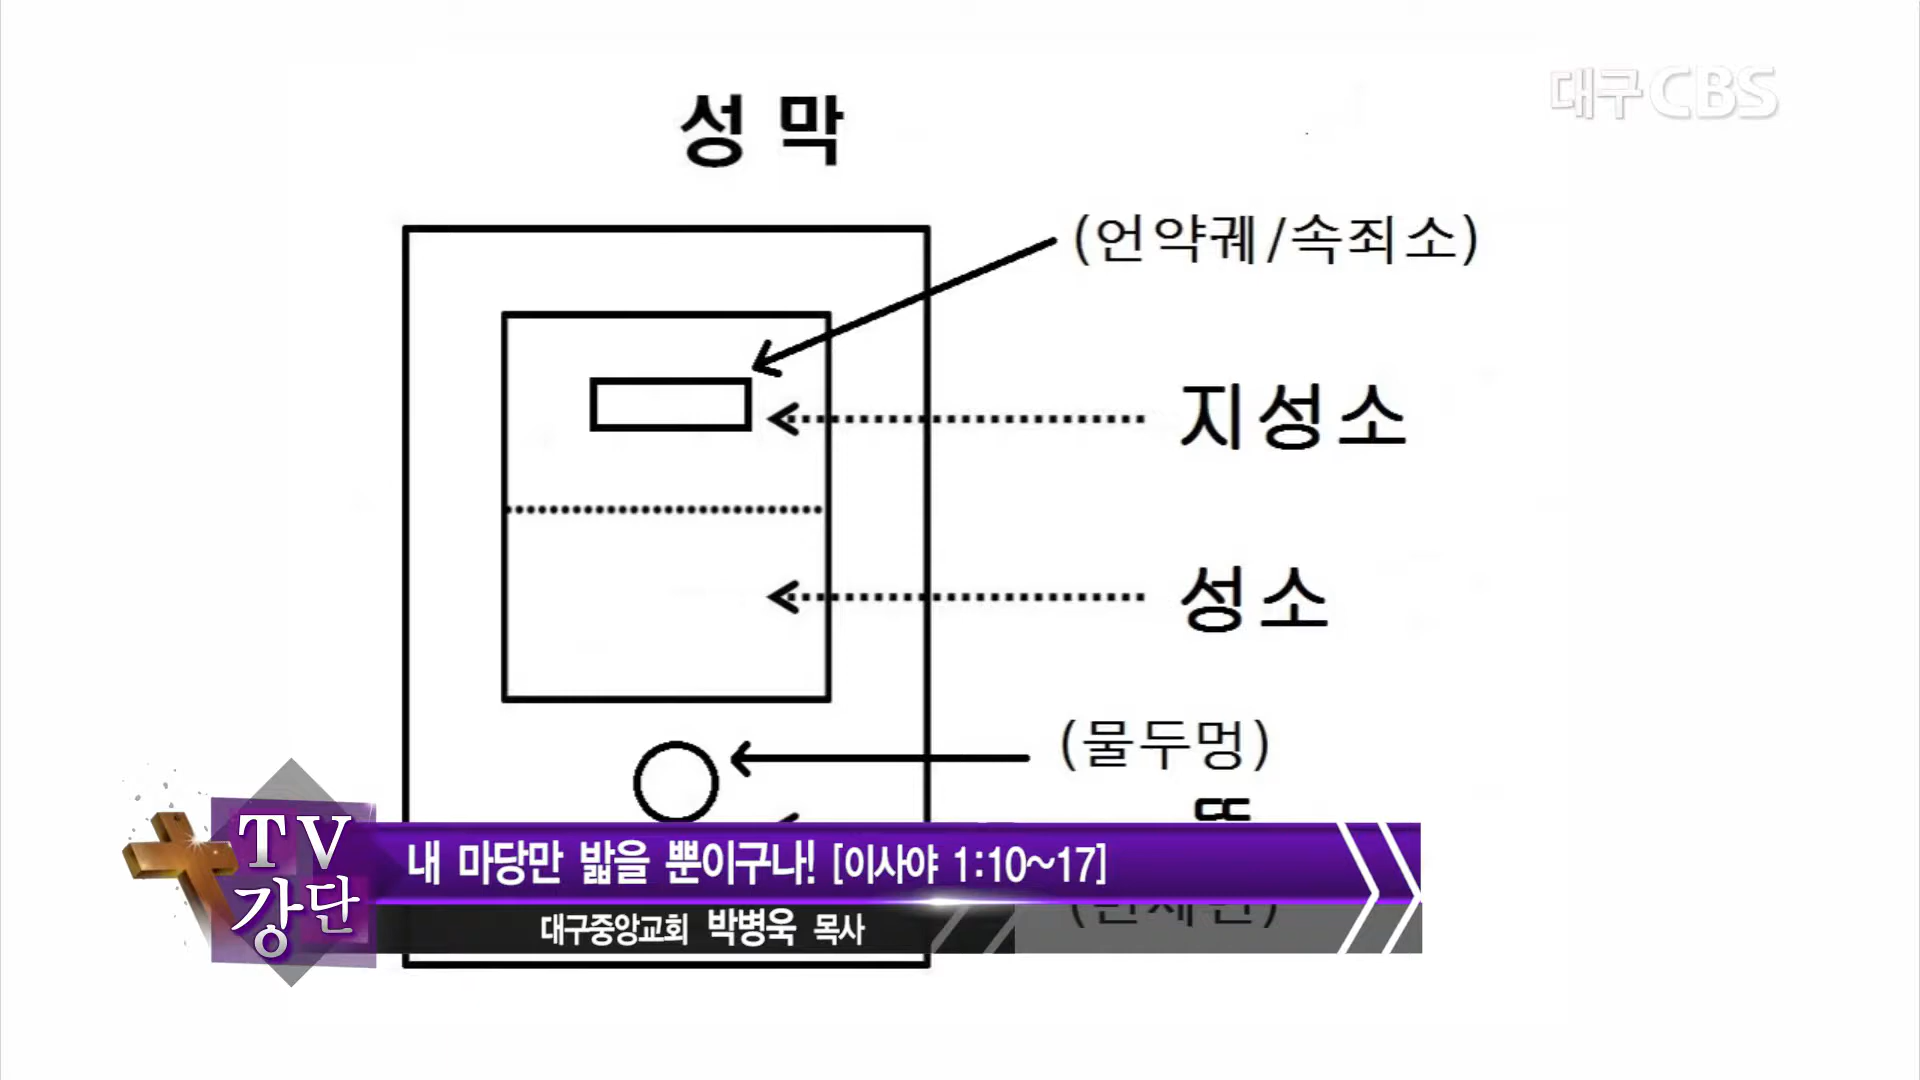 대구CBS
성막
(언약궤/속죄소)
지성소
성소
(물두멍)
TV
강단
내 마당만 밟을 뿐이구나! [이사야 1:10~17]
대구중앙교회 박병욱 목사